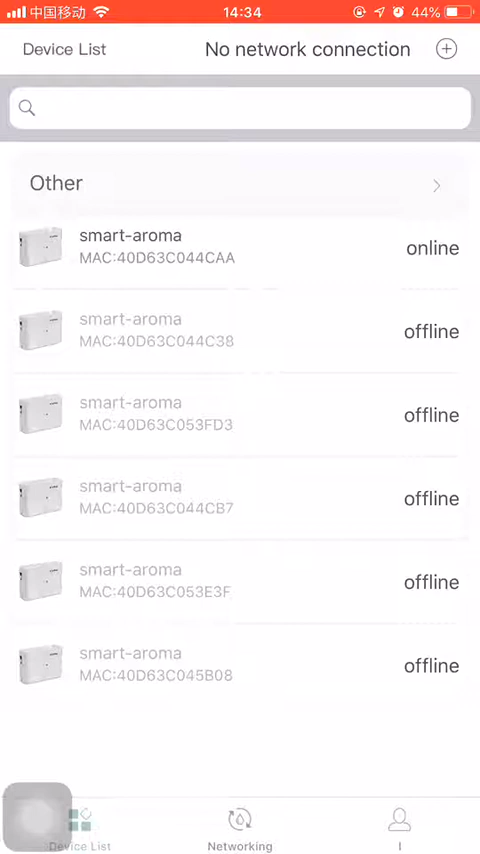 中国移动 14:34 44%
Device List No network connection
Other
smart-aroma
MAC:40D63C044CAA
online
smart-aroma
MAC:40D63C044C38
offline
smart-aroma
MAC:40D63C053FD3
offline
smart-aroma
MAC:40D63C044CB7
offline
smart-aroma
MAC:40D63C053E3F
offline
smart-aroma
MAC:40D63C045B08
offline
Device List Networking I